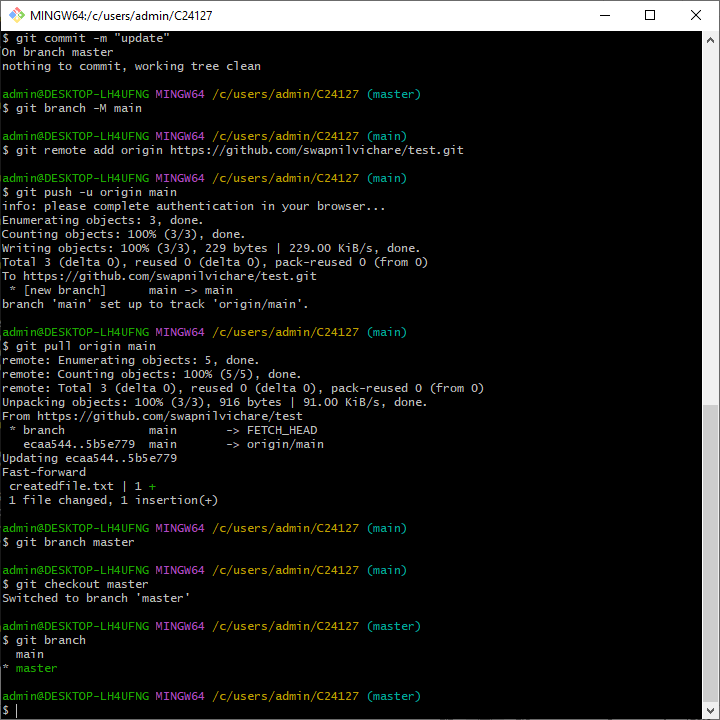 MINGW64:/c/users/admin/C24127
$ git commit -m "update"
On branch master
nothing to commit, working tree clean
admin@DESKTOP-LH4UFNG MINGW64 /c/users/admin/C24127 (master)
$ git branch -M main
admin@DESKTOP-LH4UFNG MINGW64 /c/users/admin/C24127 (main)
$ git remote add origin https://github.com/swapnilvichare/test.git
admin@DESKTOP-LH4UFNG MINGW64 /c/users/admin/C24127 (main)
$ git push -u origin main
info: please complete authentication in your browser...
Enumerating objects: 3, done.
Counting objects: 100% (3/3), done.
Writing objects: 100% (3/3), 229 bytes | 229.00 KiB/s, done.
Total 3 (delta 0), reused 0 (delta 0), pack-reused 0 (from 0)
To https://github.com/swapnilvichare/test.git
 * [new branch]      main -> main
branch 'main' set up to track 'origin/main'.
admin@DESKTOP-LH4UFNG MINGW64 /c/users/admin/C24127 (main)
$ git pull origin main
remote: Enumerating objects: 5, done.
remote: Counting objects: 100% (5/5), done.
remote: Total 3 (delta 0), reused 0 (delta 0), pack-reused 0 (from 0)
Unpacking objects: 100% (3/3), 916 bytes | 91.00 KiB/s, done.
From https://github.com/swapnilvichare/test
 * branch            main       -> FETCH_HEAD
   ecaa544..5b5e779  main       -> origin/main
Updating ecaa544..5b5e779
Fast-forward
 createdfile.txt | 1 +
 1 file changed, 1 insertion(+)
admin@DESKTOP-LH4UFNG MINGW64 /c/users/admin/C24127 (main)
$ git branch master
admin@DESKTOP-LH4UFNG MINGW64 /c/users/admin/C24127 (main)
$ git checkout master
Switched to branch 'master'
admin@DESKTOP-LH4UFNG MINGW64 /c/users/admin/C24127 (master)
$ git branch
  main
* master
admin@DESKTOP-LH4UFNG MINGW64 /c/users/admin/C24127 (master)
$